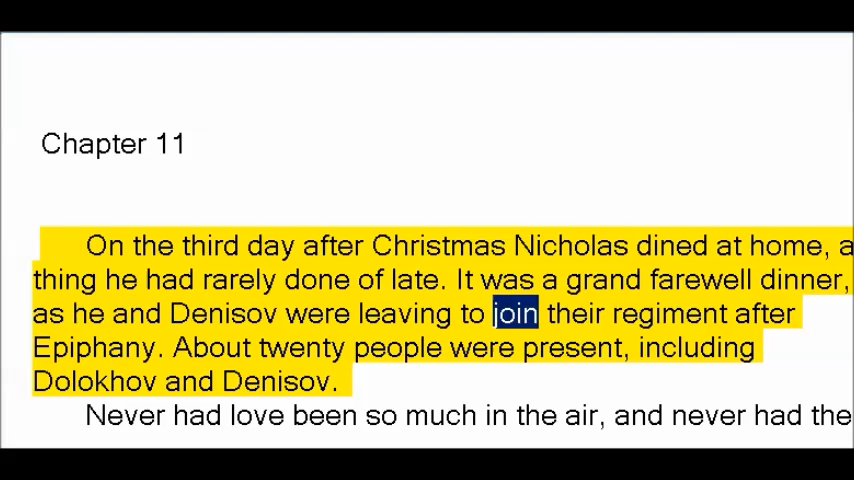 Chapter 11
On the third day after Christmas Nicholas dined at home, a
thing he had rarely done of late. It was a grand farewell dinner,
as he and Denisov were leaving to join their regiment after
Epiphany. About twenty people were present, including
Dolokhov and Denisov.
Never had love been so much in the air, and never had the